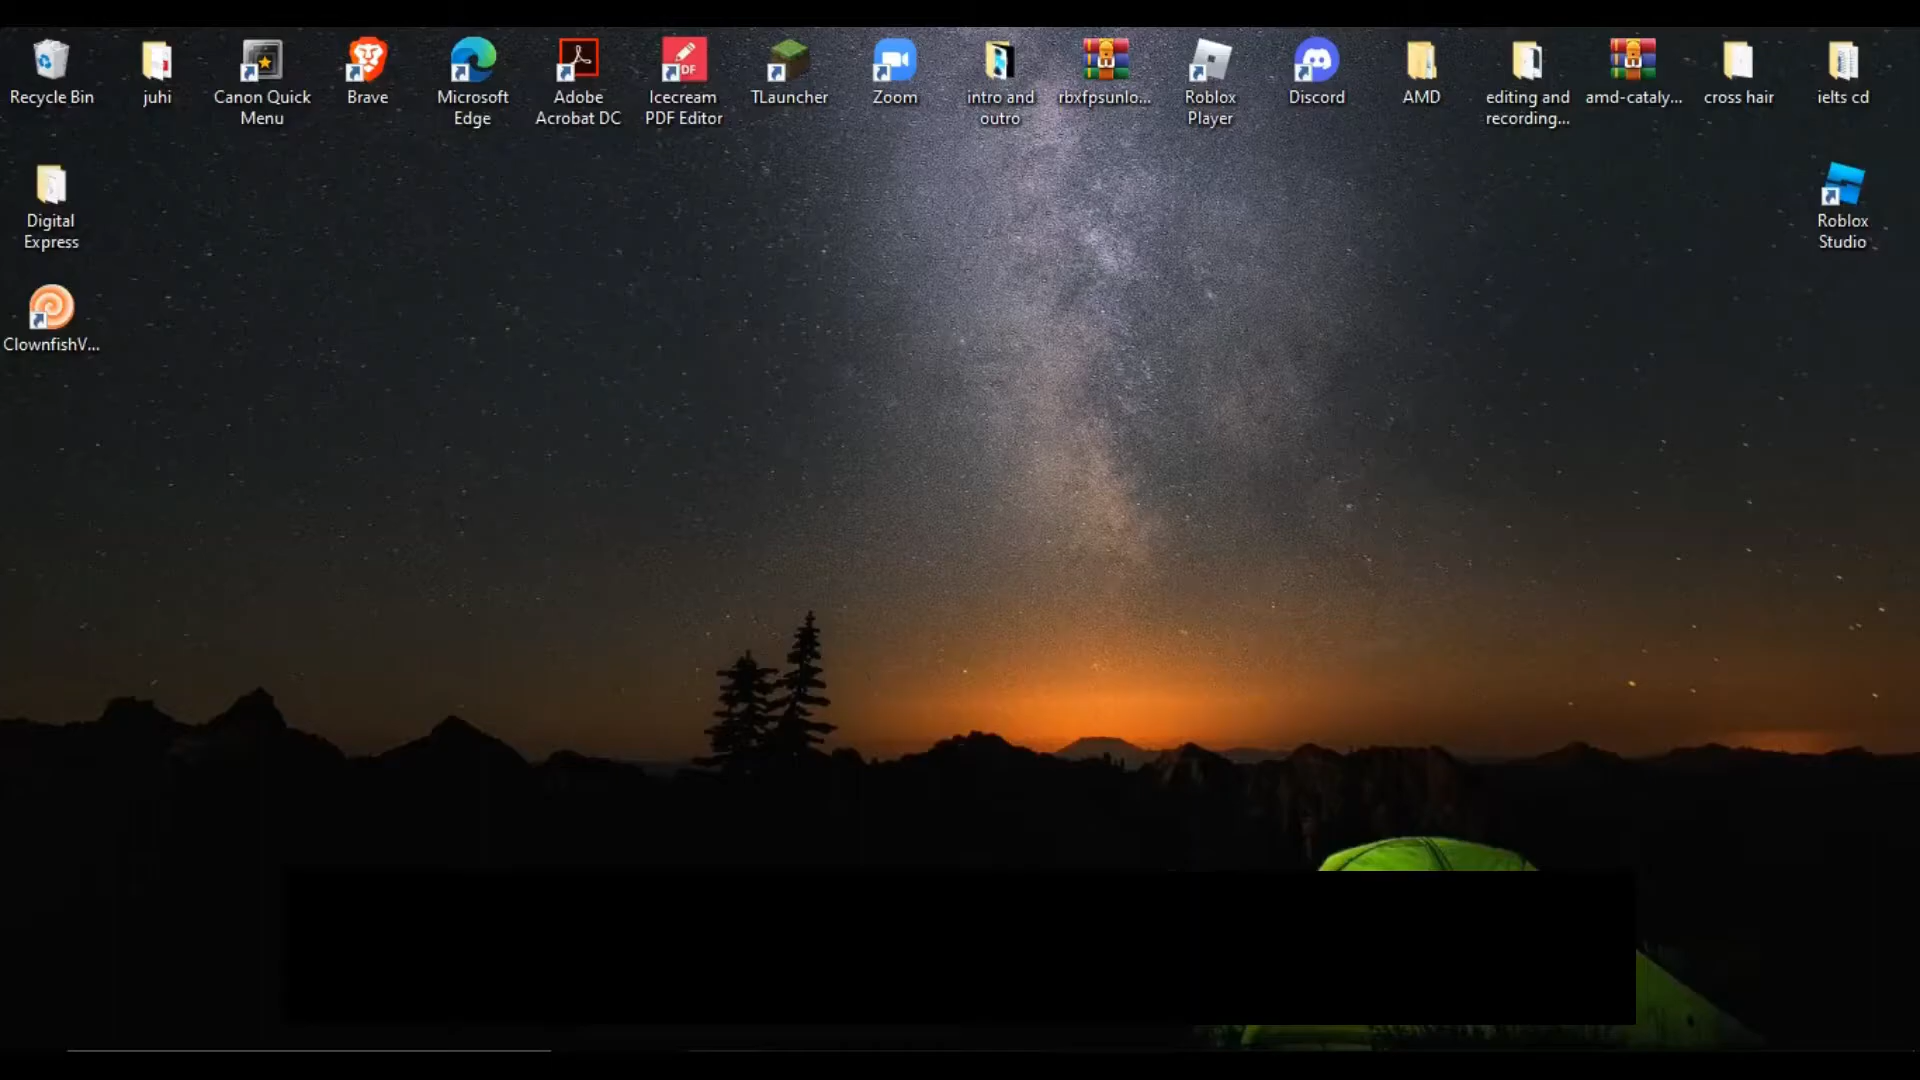 Recycle Bin
juhi
Canon Quick
Menu
Brave
Microsoft
Edge
Adobe
Acrobat DC
Icecream
PDF Editor
TLauncher
Zoom
intro and
outro
rbxfpsunlo...
Roblox
Player
Discord
AMD
editing and
recording...
amd-cataly...
cross hair
ielts cd
Digital
Express
Roblox
Studio
ClownfishV...